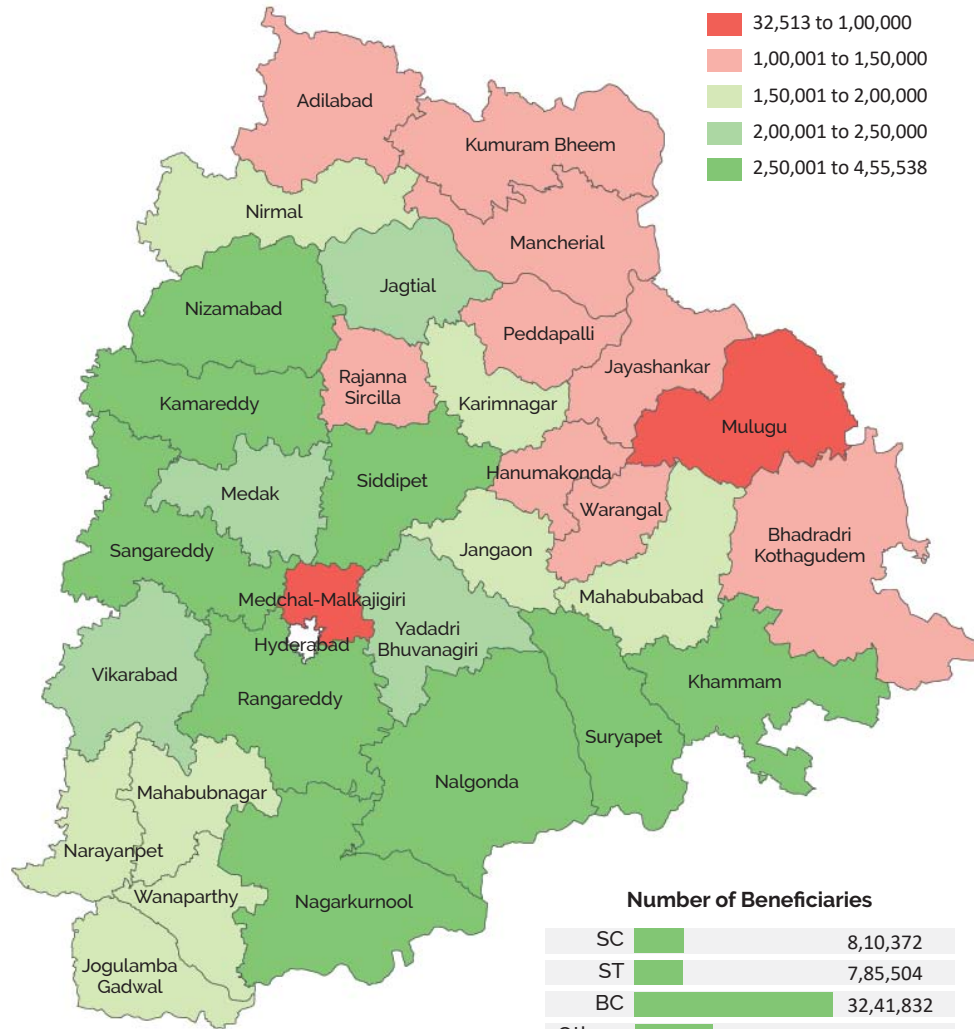 32,513 to 1,00,000
1,00,001 to 1,50,000
1,50,001 to 2,00,000
2,00,001 to 2,50,000
2,50,001 to 4,55,538
Adilabad
Kumuram Bheem
Nirmal
Mancherial
Jagtial
Nizamabad
Peddapalli
Jayashankar
Rajanna
Sircilla
Karimnagar
Kamareddy
Mulugu
Hanumakonda
Siddipet
Medak
Warangal
Bhadradri
Kothagudem
Jangaon
Sangareddy
Mahabubabad
Medchal-Malkajigiri
Yadadri
Bhuvanagiri
Hyderabad
Vikarabad
Khammam
Rangareddy
Suryapet
Nalgonda
Mahabubnagar
Narayanpet
Wanaparthy
Nagarkurnool
Jogulamba
Gadwal
Number of Beneficiaries
SC 8,10,372
ST 7,85,504
BC 32,41,832